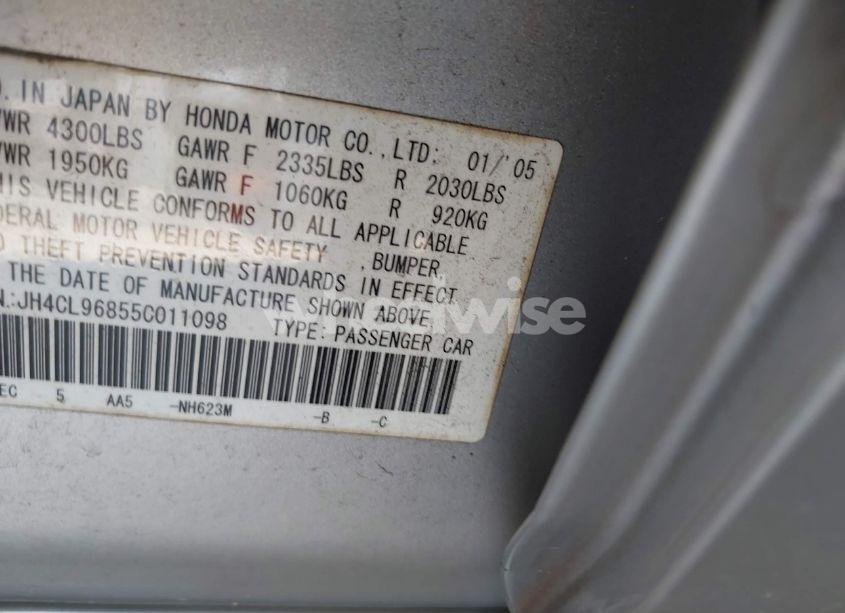 . IN JAPAN BY HONDA MOTOR CO.,LTD: 01/'05
WR 4300LBS GAWR F 2335LBS R 2030LBS
WR 1950KG GAWR F 1060KG R 920KG
HIS VEHICLE CONFORMS TO ALL APPLICABLE
DERAL MOTOR VEHICLE SAFETY ,BUMPER,
D THEFT PREVENTION STANDARDS IN EFFECT
THE DATE OF MANUFACTURE SHOWN ABOVE,
N.:JH4CL96855C011098 TYPE: PASSENGER CAR
EC 5 AA5 -NH623M -B -C
wise